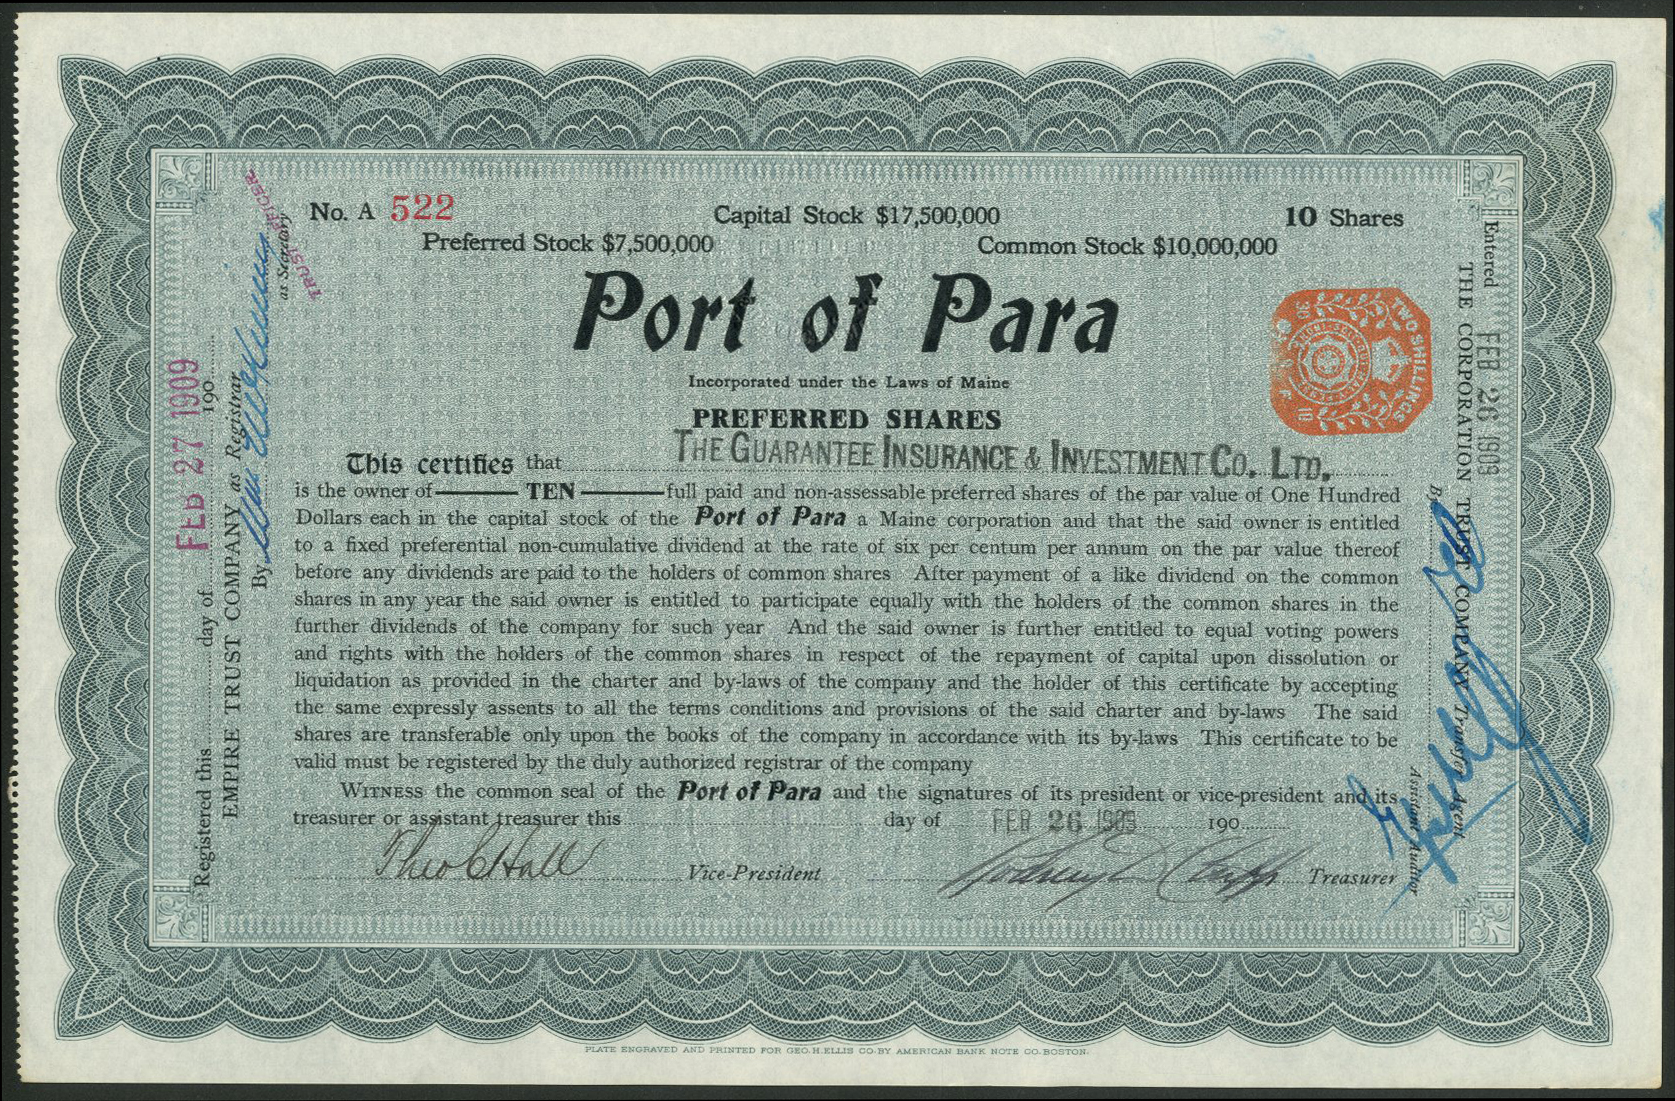 No. A 522
Capital Stock $17,500,000
10 Shares
Preferred Stock $7,500,000
Common Stock $10,000,000
Port of Para
Incorporated under the Laws of Maine
PREFERRED SHARES
This certifies that THE GUARANTEE INSURANCE & INVESTMENT CO. LTD.
is the owner of TEN full paid and non-assessable preferred shares of the par value of One Hundred
Dollars each in the capital stock of the Port of Para a Maine corporation and that the said owner is entitled
to a fixed preferential non-cumulative dividend at the rate of six per centum per annum on the par value thereof
before any dividends are paid to the holders of common shares After payment of a like dividend on the common
shares in any year the said owner is entitled to participate equally with the holders of the common shares in the
further dividends of the company for such year And the said owner is further entitled to equal voting powers
and rights with the holders of the common shares in respect of the repayment of capital upon dissolution or
liquidation as provided in the charter and by-laws of the company and the holder of this certificate by accepting
the same expressly assents to all the terms conditions and provisions of the said charter and by-laws The said
shares are transferable only upon the books of the company in accordance with its by-laws This certificate to be
valid must be registered by the duly authorized registrar of the company
WITNESS the common seal of the Port of Para and the signatures of its president or vice-president and its
treasurer or assistant treasurer this day of FEB 26 1909 190
Theo C Hall Vice-President
Treasurer
Registered this day of FEB 27 1909 190
EMPIRE TRUST COMPANY as Registrar
By
as Secretary
TRUST OFFICER
Entered FEB 26 1909
THE CORPORATION TRUST COMPANY Transfer Agent
By
TWO SHILLINGS
PLATE ENGRAVED AND PRINTED FOR GEO. H. ELLIS CO. BY AMERICAN BANK NOTE CO. BOSTON.